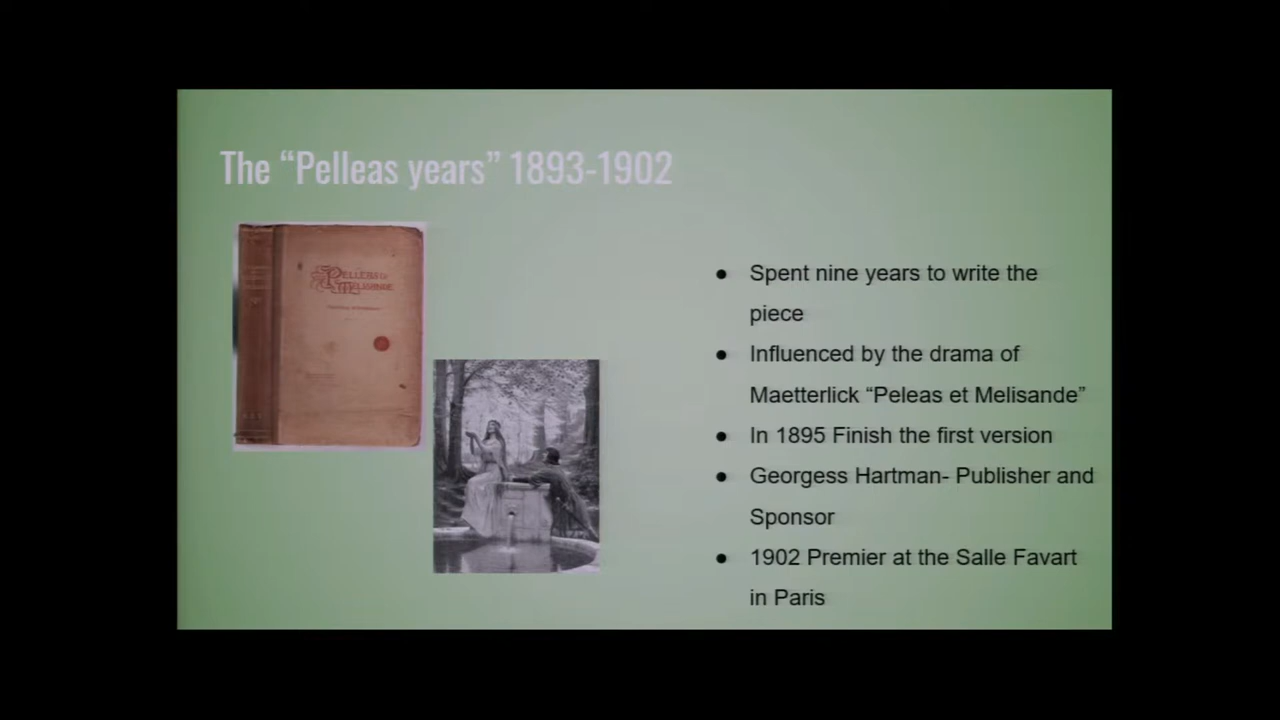 The “Pelleas years” 1893-1902
PELLEAS
MELISANDE
● Spent nine years to write the
piece
● Influenced by the drama of
Maetterlick “Peleas et Melisande”
● In 1895 Finish the first version
● Georgess Hartman- Publisher and
Sponsor
● 1902 Premier at the Salle Favart
in Paris